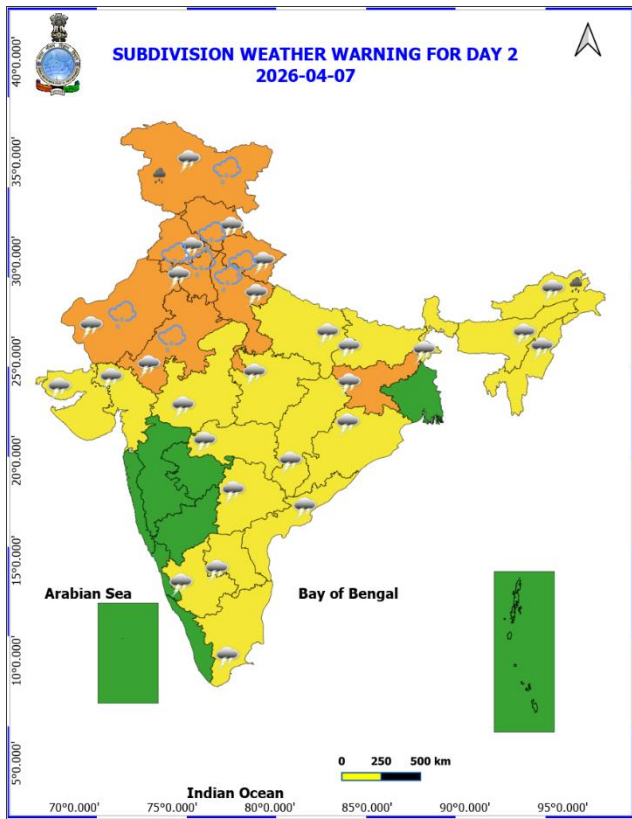 SUBDIVISION WEATHER WARNING FOR DAY 2
2026-04-07
40°0.000'
35°0.000'
30°0.000'
25°0.000'
20°0.000'
15°0.000'
10°0.000'
5°0.000'
Arabian Sea
Bay of Bengal
0 250 500 km
Indian Ocean
70°0.000' 75°0.000' 80°0.000' 85°0.000' 90°0.000' 95°0.000'